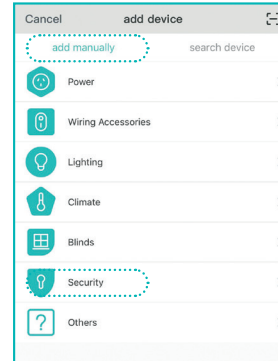 Cancel add device
add manually search device
Power
Wiring Accessories
Lighting
Climate
Blinds
Security
? Others